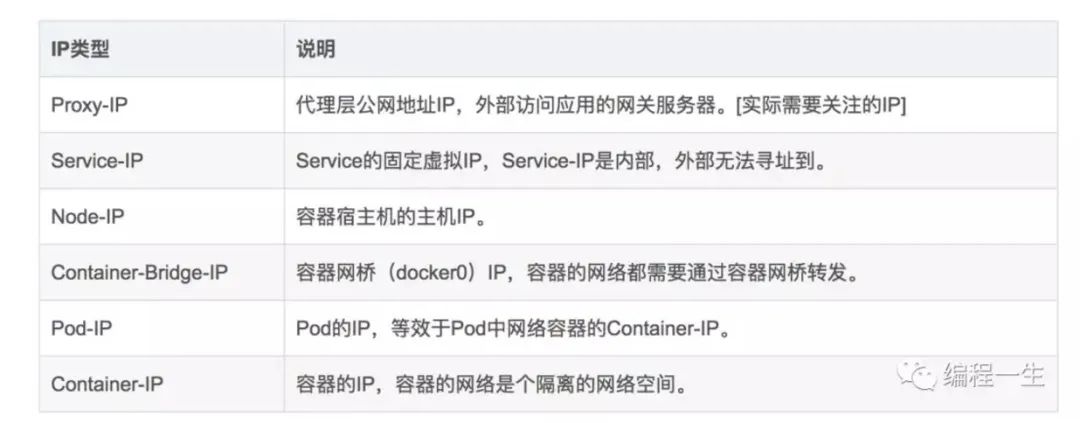 IP类型 说明
Proxy-IP 代理层公网地址IP，外部访问应用的网关服务器。[实际需要关注的IP]
Service-IP Service的固定虚拟IP，Service-IP是内部，外部无法寻址到。
Node-IP 容器宿主机的主机IP。
Container-Bridge-IP 容器网桥（docker0）IP，容器的网络都需要通过容器网桥转发。
Pod-IP Pod的IP，等效于Pod中网络容器的Container-IP。
Container-IP 容器的IP，容器的网络是个隔离的网络空间。
编程一生